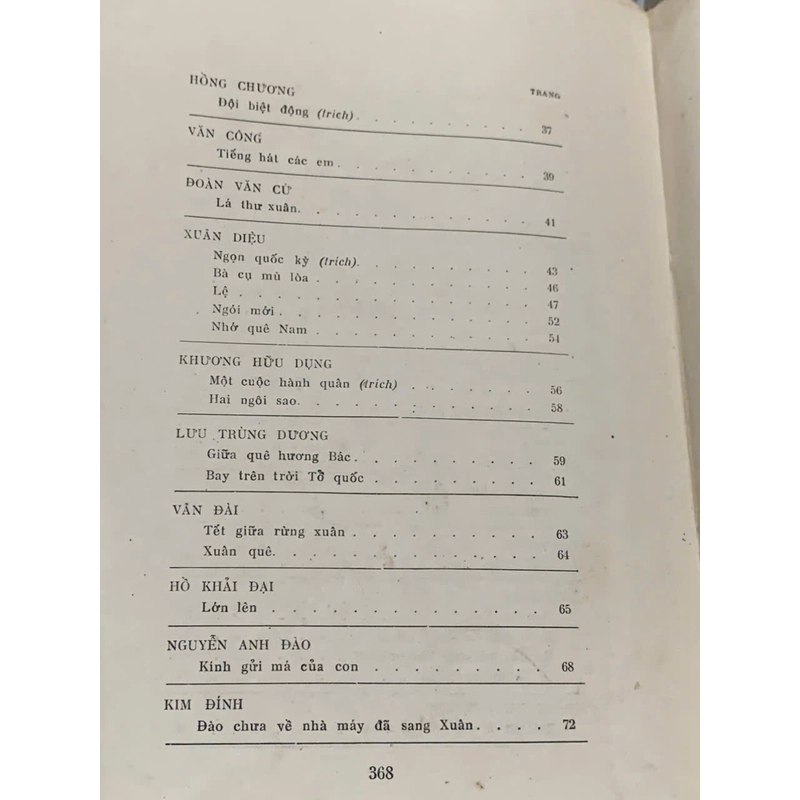 HỒNG CHƯƠNG TRANG
Đội biệt động (trích). . . . . . . . . . . 37
VĂN CÔNG
Tiếng hát các em. . . . . . . . . . . . 39
ĐOÀN VĂN CỪ
Lá thư xuân. . . . . . . . . . . . . 41
XUÂN DIỆU
Ngọn quốc kỳ (trích). . . . . . . . . . 43
Bà cụ mù lòa . . . . . . . . . . . . 46
Lệ . . . . . . . . . . . . . . . 47
Ngói mới . . . . . . . . . . . . . 52
Nhớ quê Nam . . . . . . . . . . . . 54
KHƯƠNG HỮU DỤNG
Một cuộc hành quân (trích) . . . . . . . . 56
Hai ngôi sao. . . . . . . . . . . . . 58
LƯU TRÙNG DƯƠNG
Giữa quê hương Bác. . . . . . . . . . . 59
Bay trên trời Tổ quốc . . . . . . . . . . 61
VÂN ĐÀI
Tết giữa rừng xuân . . . . . . . . . . . 63
Xuân quê. . . . . . . . . . . . . . 64
HỒ KHẢI ĐẠI
Lớn lên . . . . . . . . . . . . . . 65
NGUYỄN ANH ĐÀO
Kính gửi má của con . . . . . . . . . . 68
KIM ĐÍNH
Đào chưa về nhà máy đã sang Xuân. . . . . 72
368